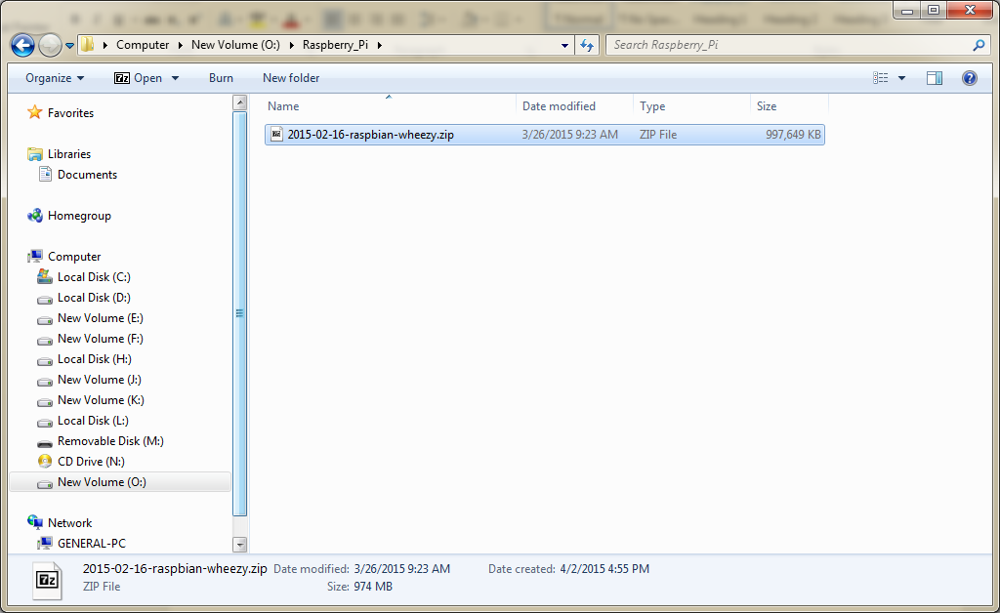 Computer New Volume (O:) Raspberry_Pi Search Raspberry_Pi
Organize 7z Open Burn New folder
Name Date modified Type Size
2015-02-16-raspbian-wheezy.zip 3/26/2015 9:23 AM ZIP File 997,649 KB
Favorites
Libraries
Documents
Homegroup
Computer
Local Disk (C:)
Local Disk (D:)
New Volume (E:)
New Volume (F:)
Local Disk (H:)
New Volume (J:)
New Volume (K:)
Local Disk (L:)
Removable Disk (M:)
CD Drive (N:)
New Volume (O:)
Network
GENERAL-PC
7z 2015-02-16-raspbian-wheezy.zip Date modified: 3/26/2015 9:23 AM Date created: 4/2/2015 4:55 PM
ZIP File Size: 974 MB